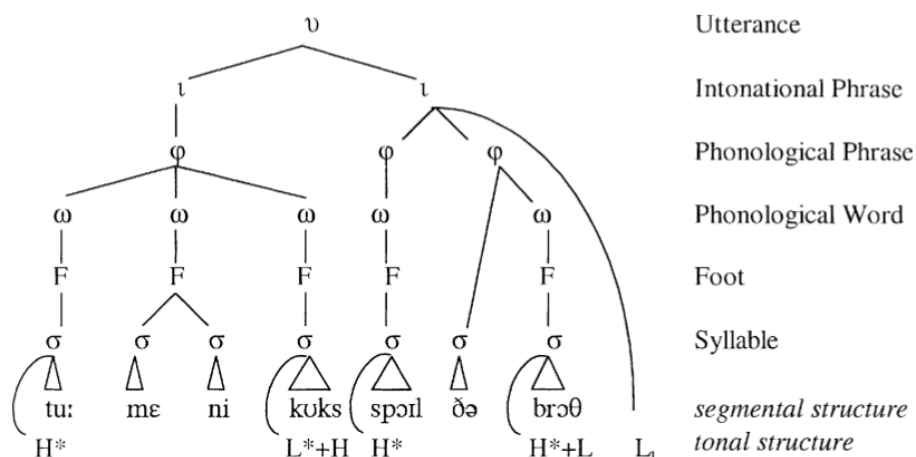 υ Utterance
ι ι Intonational Phrase
φ φ φ Phonological Phrase
ω ω ω ω ω Phonological Word
F F F F F Foot
σ σ σ σ σ σ σ Syllable
tuː mɛ ni kʊks spɔɪl ðə brɔθ segmental structure
H* L*+H H* H*+L Lι tonal structure